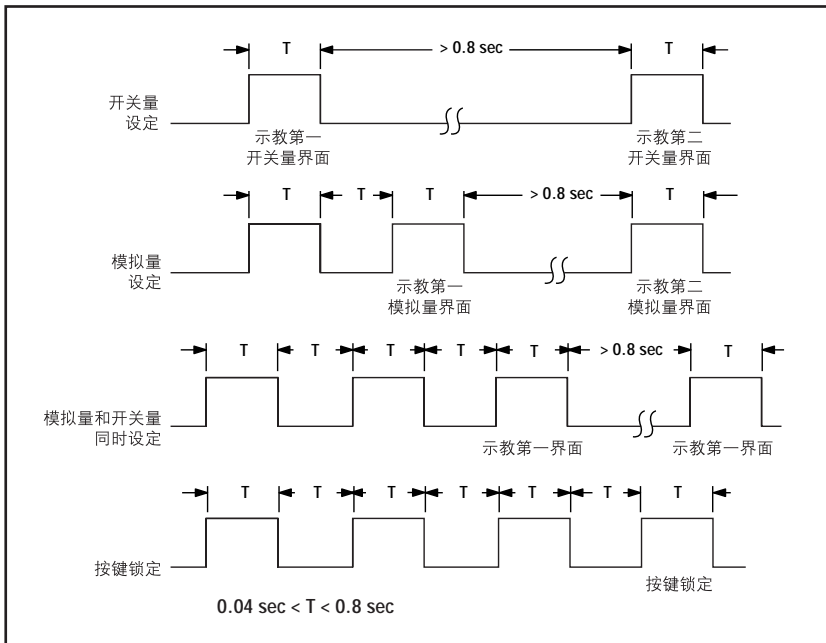 T > 0.8 sec T
开关量
设定
示教第一
开关量界面
示教第二
开关量界面
T T T > 0.8 sec T
模拟量
设定
示教第一
模拟量界面
示教第二
模拟量界面
T T T T T > 0.8 sec T
模拟量和开关量
同时设定
示教第一界面 示教第一界面
T T T T T T T
按键锁定
按键锁定
0.04 sec < T < 0.8 sec